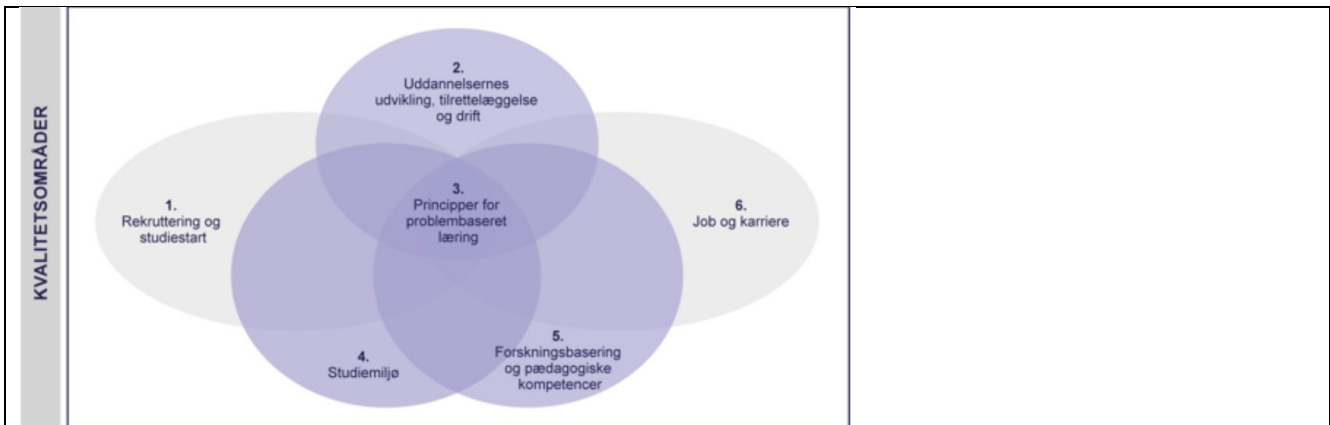 KVALITETSOMRÅDER
1.
Rekruttering og
studiestart
2.
Uddannelsernes
udvikling, tilrettelæggelse
og drift
3.
Principper for
problembaseret
læring
4.
Studiemiljø
5.
Forskningsbasering
og pædagogiske
kompetencer
6.
Job og karriere